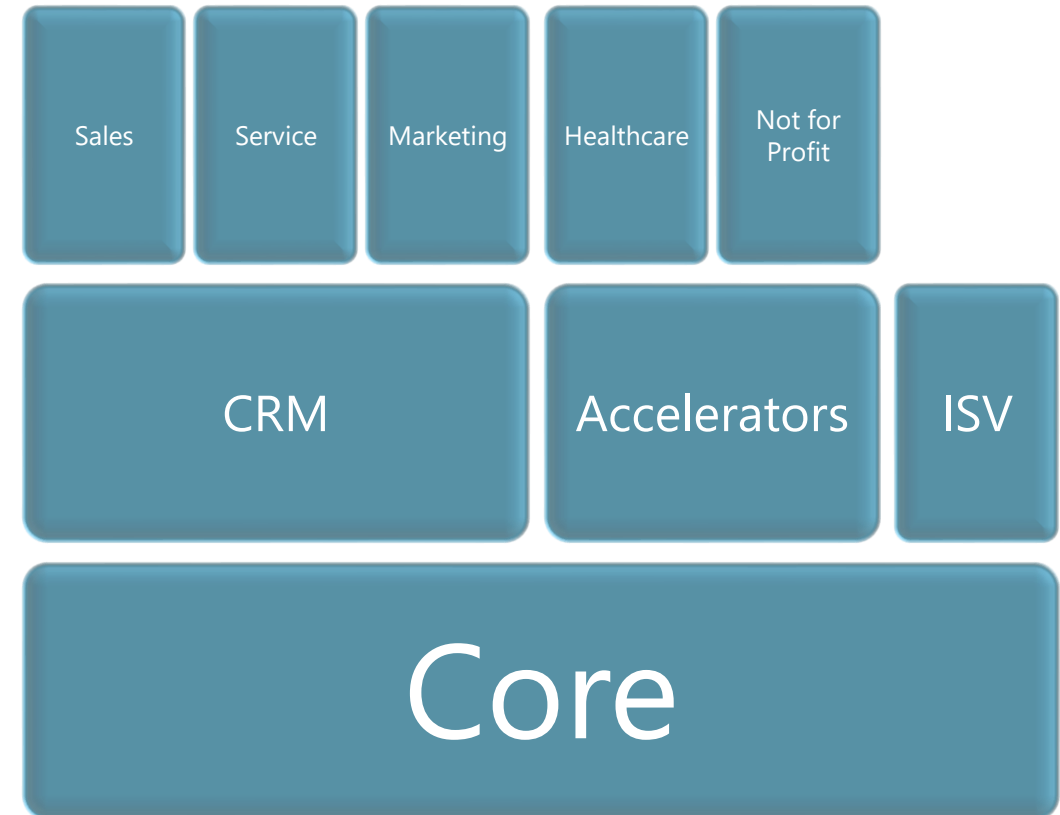 Sales
Service
Marketing
Healthcare
Not for
Profit
CRM
Accelerators
ISV
Core